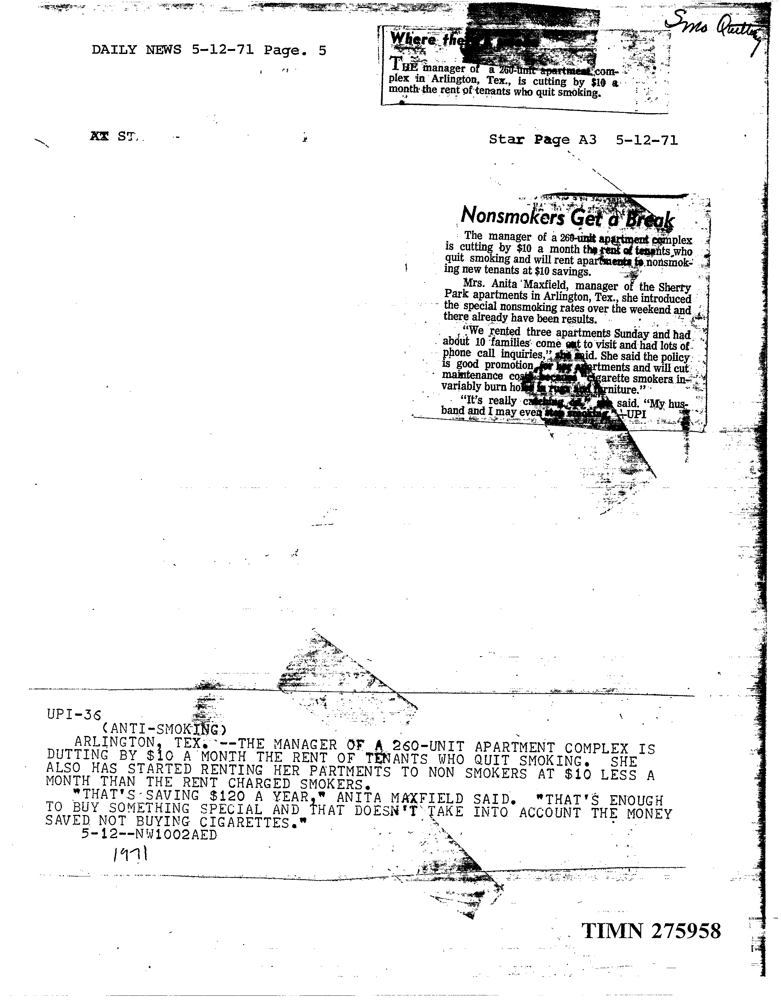 Smo Quitting
DAILY NEWS 5-12-71 Page. 5
Where the
THE manager of a 260-unit apartment com-
plex in Arlington, Tex., is cutting by $10 a
month the rent of tenants who quit smoking.
AT ST.
Star Page A3 5-12-71
Nonsmokers Get a Break
The manager of a 260-unit apartment complex
is cutting by $10 a month the rent of tenants who
quit smoking and will rent apartments to nonsmok-
ing new tenants at $10 savings.
Mrs. Anita Maxfield, manager of the Sherry
Park apartments in Arlington, Tex., she introduced
the special nonsmoking rates over the weekend and
there already have been results.
"We rented three apartments Sunday and had
about 10 families come out to visit and had lots of
phone call inquiries," she said. She said the policy
is good promotion for her apartments and will cut
maintenance costs because cigarette smokers in-
variably burn holes in rugs and furniture."
"It's really catching on," she said. "My hus-
band and I may even stop smoking."—UPI
UPI-36
(ANTI-SMOKING)
ARLINGTON, TEX. --THE MANAGER OF A 260-UNIT APARTMENT COMPLEX IS
DUTTING BY $10 A MONTH THE RENT OF TENANTS WHO QUIT SMOKING. SHE
ALSO HAS STARTED RENTING HER PARTMENTS TO NON SMOKERS AT $10 LESS A
MONTH THAN THE RENT CHARGED SMOKERS.
"THAT'S SAVING $120 A YEAR," ANITA MAXFIELD SAID. "THAT'S ENOUGH
TO BUY SOMETHING SPECIAL AND THAT DOESN'T TAKE INTO ACCOUNT THE MONEY
SAVED NOT BUYING CIGARETTES."
5-12--NW1002AED
1971
TIMN 275958